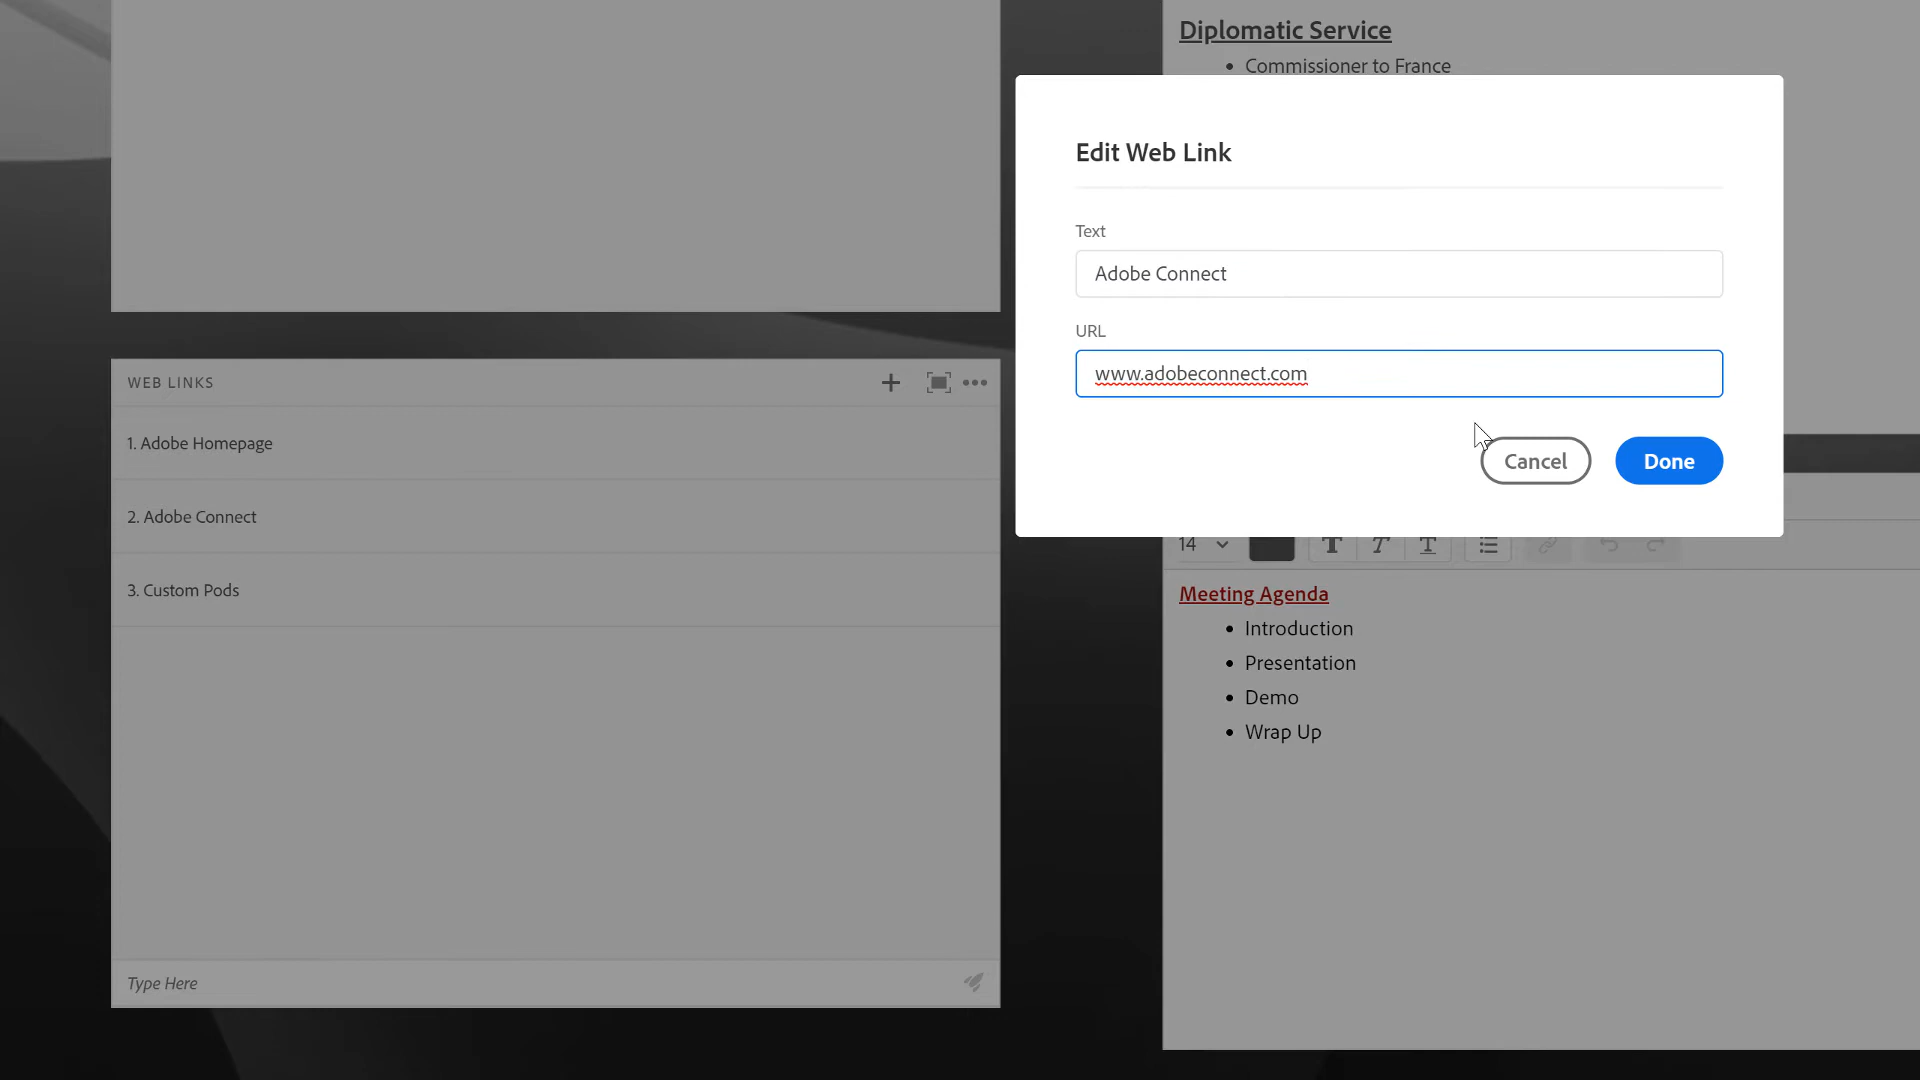 Diplomatic Service
• Commissioner to France
Edit Web Link
Text
Adobe Connect
URL
www.adobeconnect.com
Cancel
Done
WEB LINKS
1. Adobe Homepage
2. Adobe Connect
3. Custom Pods
Type Here
14
T T T
Meeting Agenda
• Introduction
• Presentation
• Demo
• Wrap Up